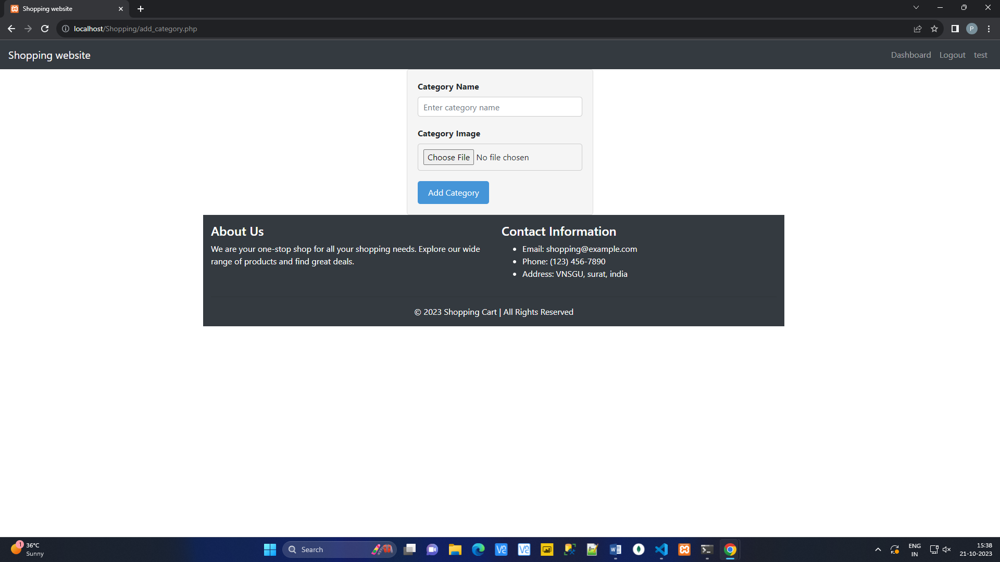 Shopping website
localhost/Shopping/add_category.php
P
Shopping website
Dashboard Logout test
Category Name
Enter category name
Category Image
Choose File No file chosen
Add Category
About Us
We are your one-stop shop for all your shopping needs. Explore our wide
range of products and find great deals.
Contact Information
Email: shopping@example.com
Phone: (123) 456-7890
Address: VNSGU, surat, india
© 2023 Shopping Cart | All Rights Reserved
1
36°C
Sunny
Search
ENG
IN
15:38
21-10-2023